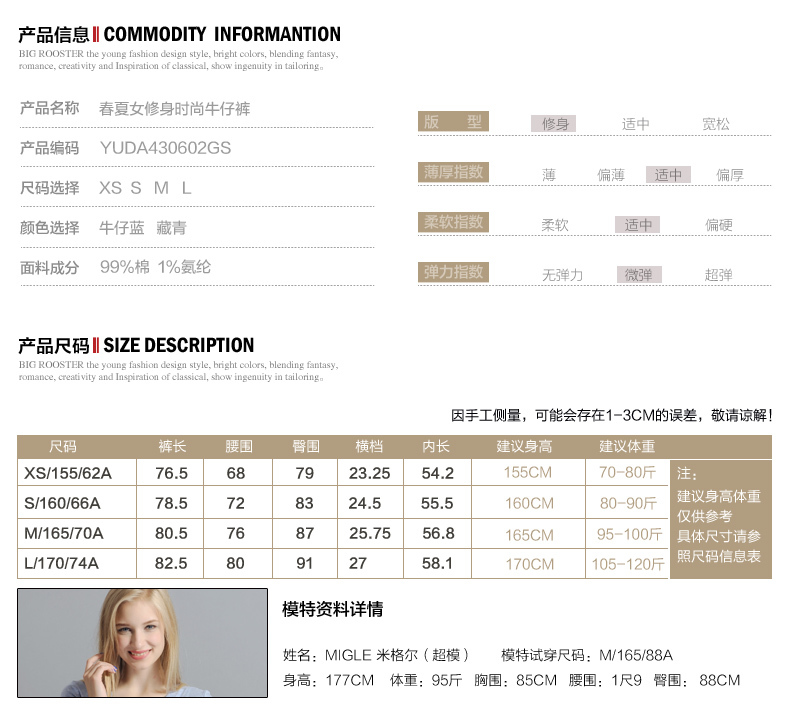 产品信息 COMMODITY INFORMANTION
BIG ROOSTER the young fashion design style, bright colors, blending fantasy,
romance, creativity and Inspiration of classical, show ingenuity in tailoring。
产品名称 春夏女修身时尚牛仔裤
产品编码 YUDA430602GS
尺码选择 XS S M L
颜色选择 牛仔蓝 藏青
面料成分 99%棉 1%氨纶
版 型 修身 适中 宽松
薄厚指数 薄 偏薄 适中 偏厚
柔软指数 柔软 适中 偏硬
弹力指数 无弹力 微弹 超弹
产品尺码 SIZE DESCRIPTION
BIG ROOSTER the young fashion design style, bright colors, blending fantasy,
romance, creativity and Inspiration of classical, show ingenuity in tailoring。
因手工侧量，可能会存在1-3CM的误差，敬请谅解！
尺码 裤长 腰围 臀围 横档 内长 建议身高 建议体重
XS/155/62A 76.5 68 79 23.25 54.2 155CM 70-80斤
S/160/66A 78.5 72 83 24.5 55.5 160CM 80-90斤
M/165/70A 80.5 76 87 25.75 56.8 165CM 95-100斤
L/170/74A 82.5 80 91 27 58.1 170CM 105-120斤
注：
建议身高体重
仅供参考
具体尺寸请参
照尺码信息表
模特资料详情
姓名：MIGLE 米格尔（超模） 模特试穿尺码：M/165/88A
身高：177CM 体重：95斤 胸围：85CM 腰围：1尺9 臀围： 88CM